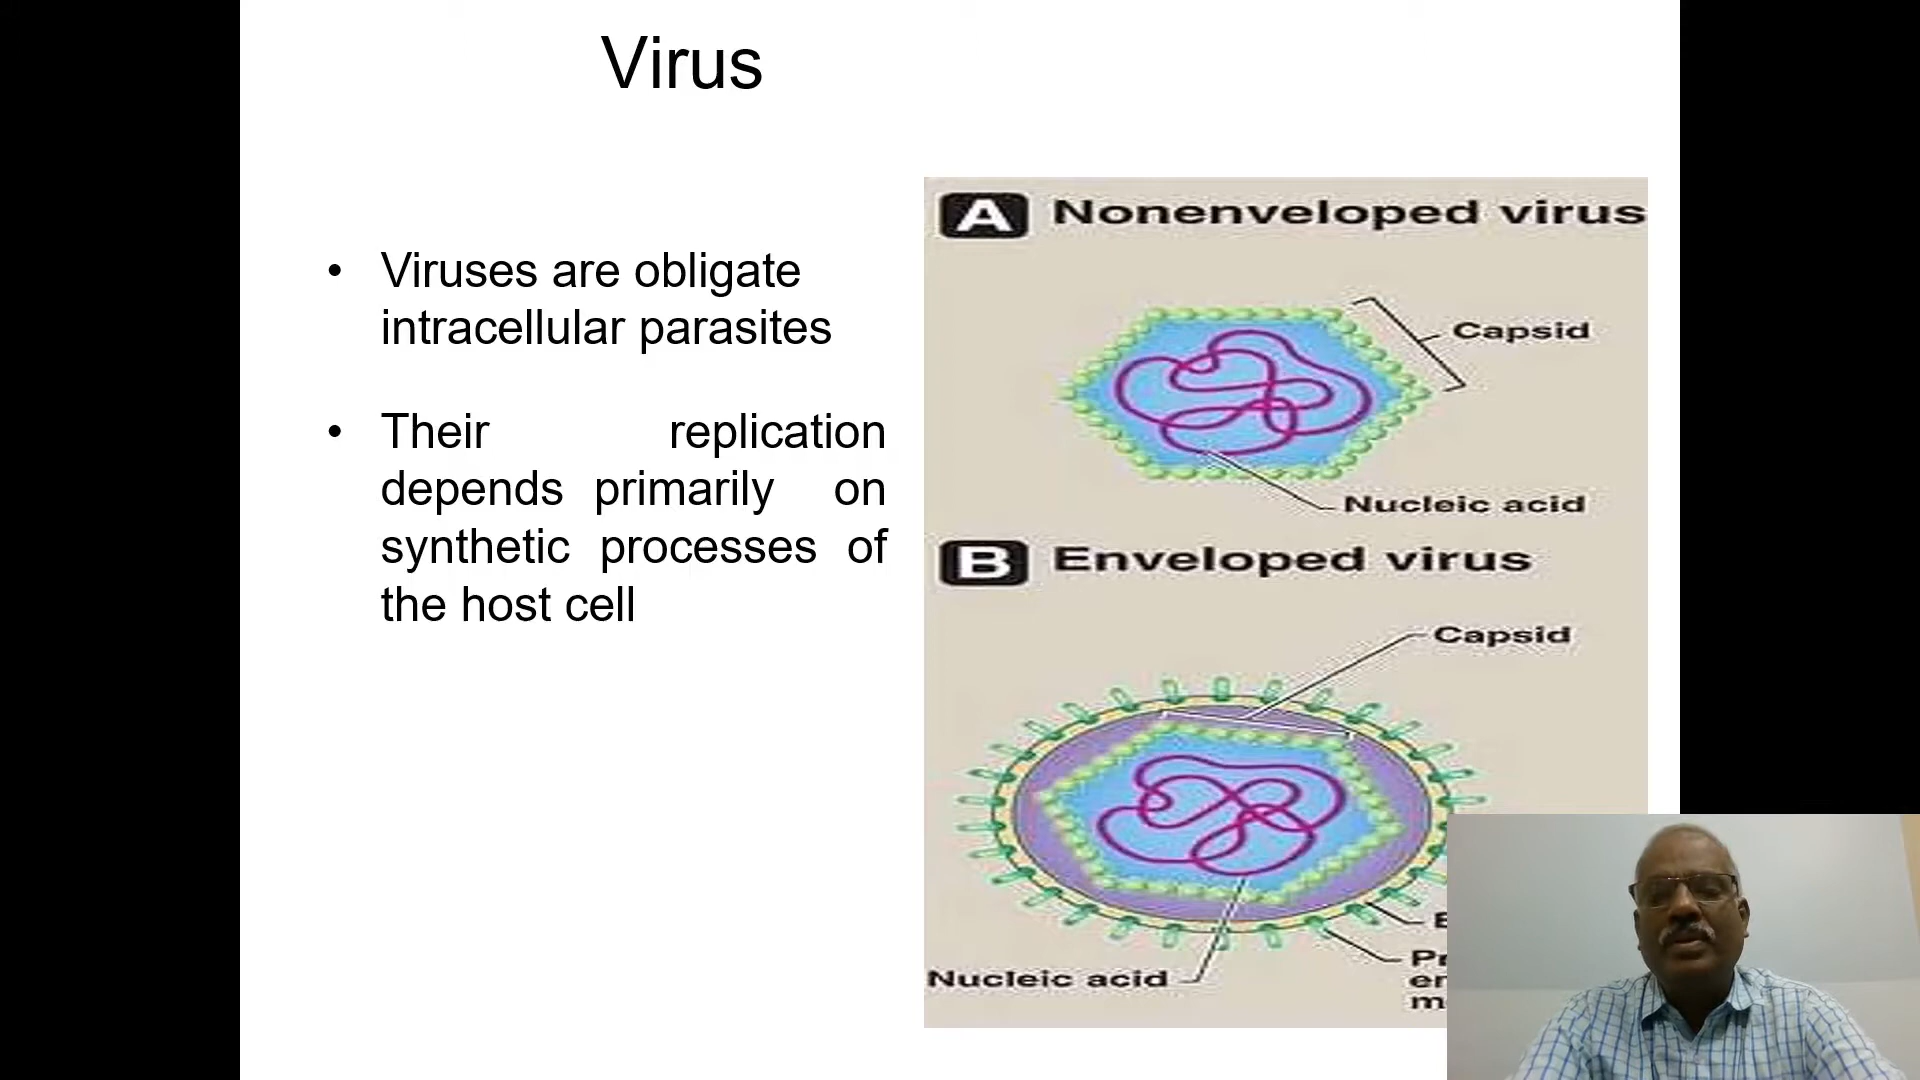 Virus
• Viruses are obligate
intracellular parasites
• Their replication
depends primarily on
synthetic processes of
the host cell
A Nonenveloped virus
Capsid
Nucleic acid
B Enveloped virus
Capsid
Nucleic acid